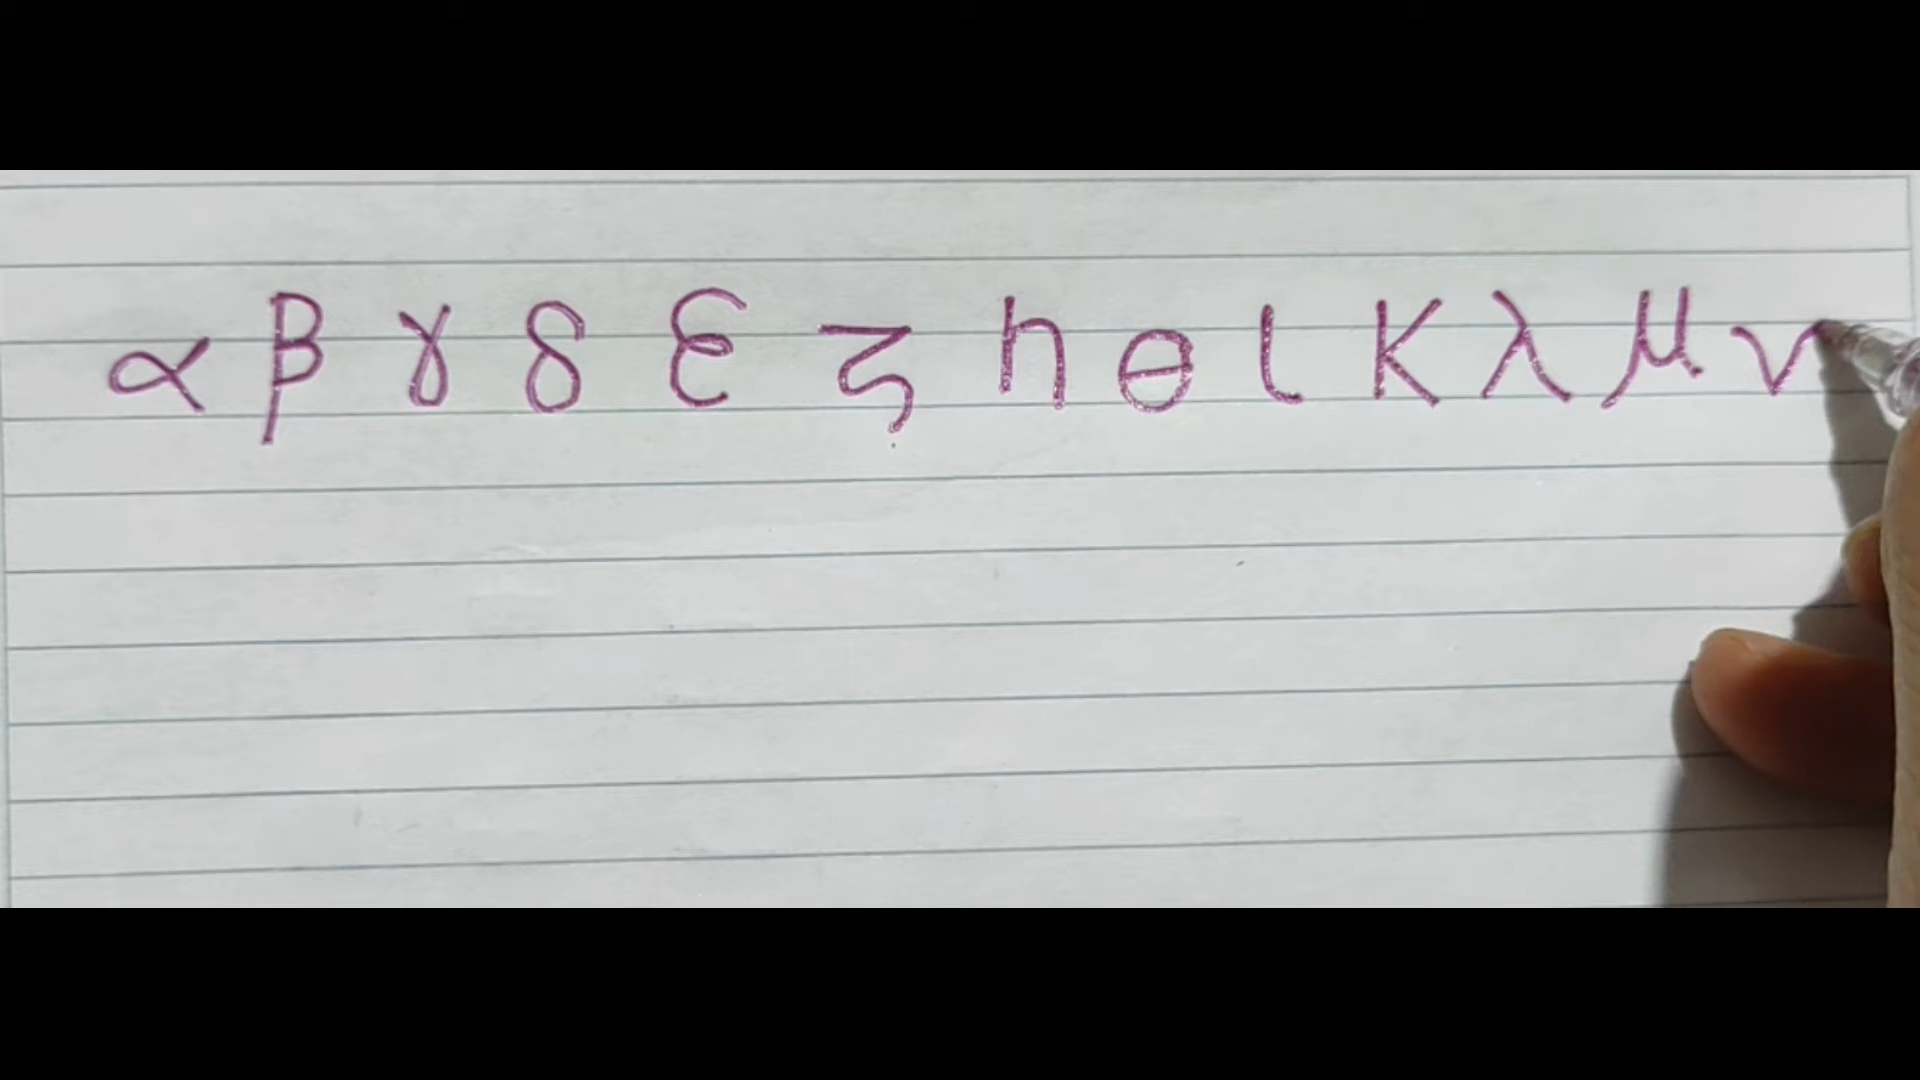 α β γ δ ε ζ η θ ι κ λ μ ν